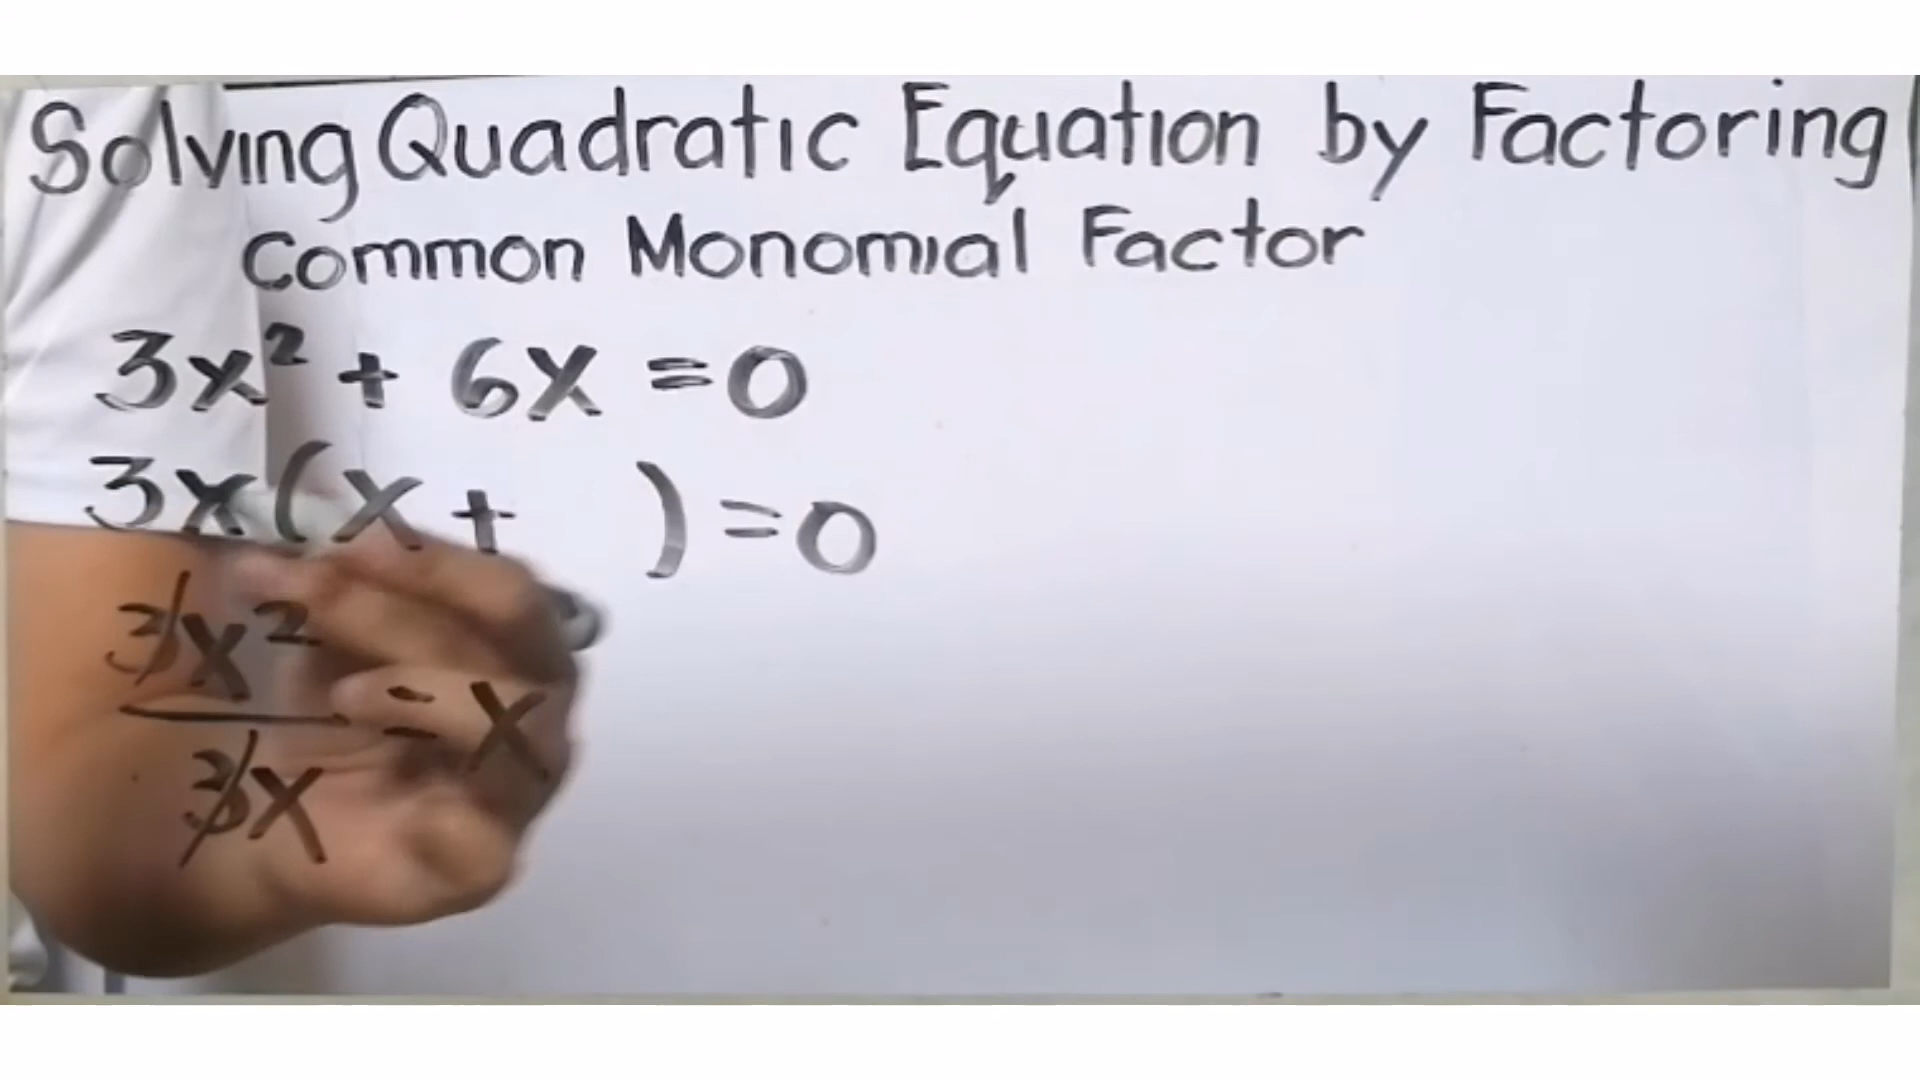 Solving Quadratic Equation by Factoring
Common Monomial Factor
3x² + 6x = 0
3x(x + ) = 0
3x²
3x
= x